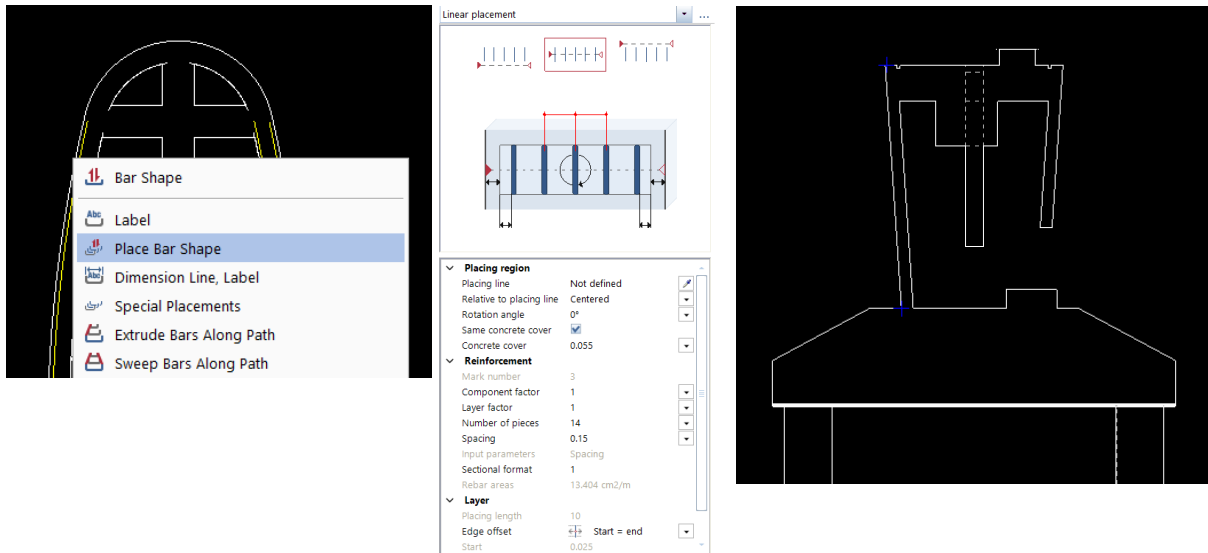 Bar Shape
Label
Place Bar Shape
Dimension Line, Label
Special Placements
Extrude Bars Along Path
Sweep Bars Along Path
Linear placement ...
Placing region
Placing line Not defined
Relative to placing line Centered
Rotation angle 0°
Same concrete cover
Concrete cover 0.055
Reinforcement
Mark number 3
Component factor 1
Layer factor 1
Number of pieces 14
Spacing 0.15
Input parameters Spacing
Sectional format 1
Rebar areas 13.404 cm2/m
Layer
Placing length 10
Edge offset Start = end
Start 0.025